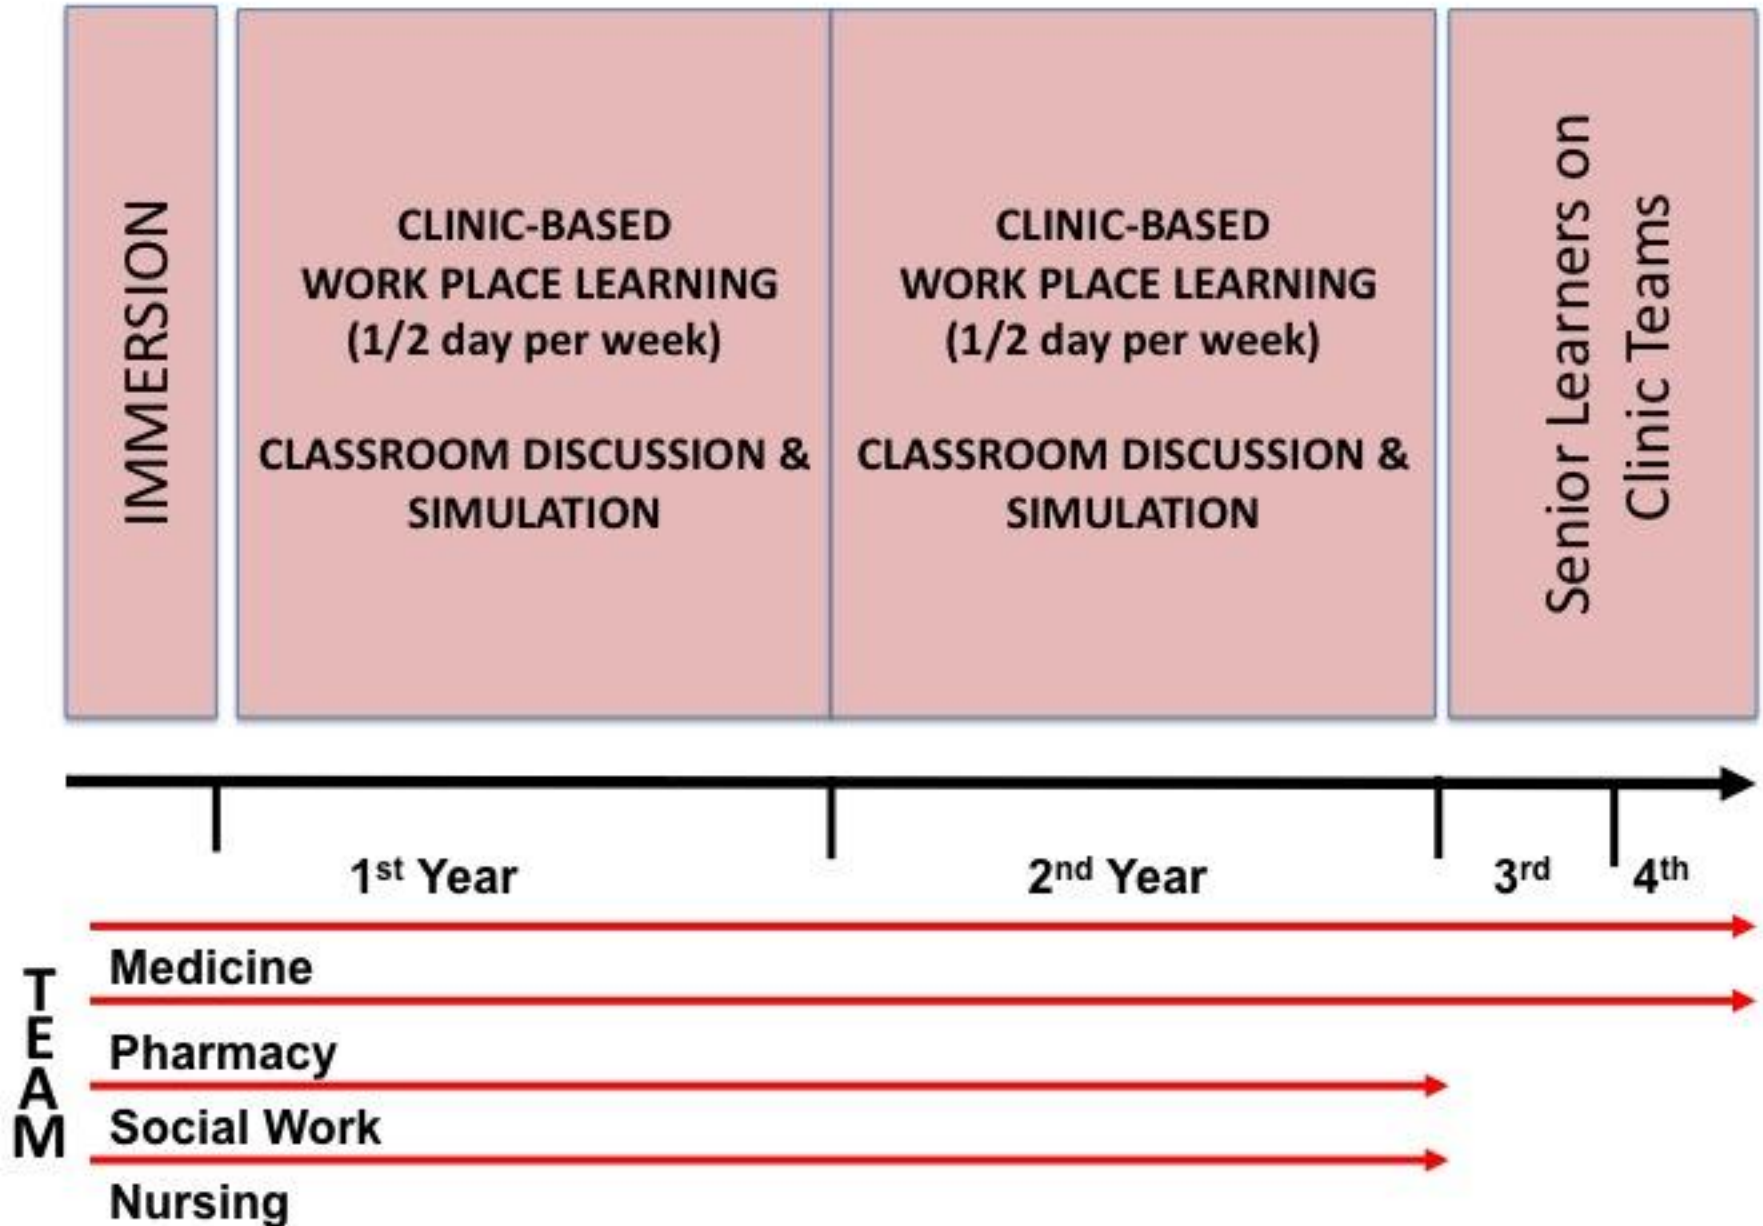 IMMERSION
CLINIC-BASED
WORK PLACE LEARNING
(1/2 day per week)
CLASSROOM DISCUSSION &
SIMULATION
CLINIC-BASED
WORK PLACE LEARNING
(1/2 day per week)
CLASSROOM DISCUSSION &
SIMULATION
Senior Learners on
Clinic Teams
1st Year
2nd Year
3rd
4th
TEAM
Medicine
Pharmacy
Social Work
Nursing